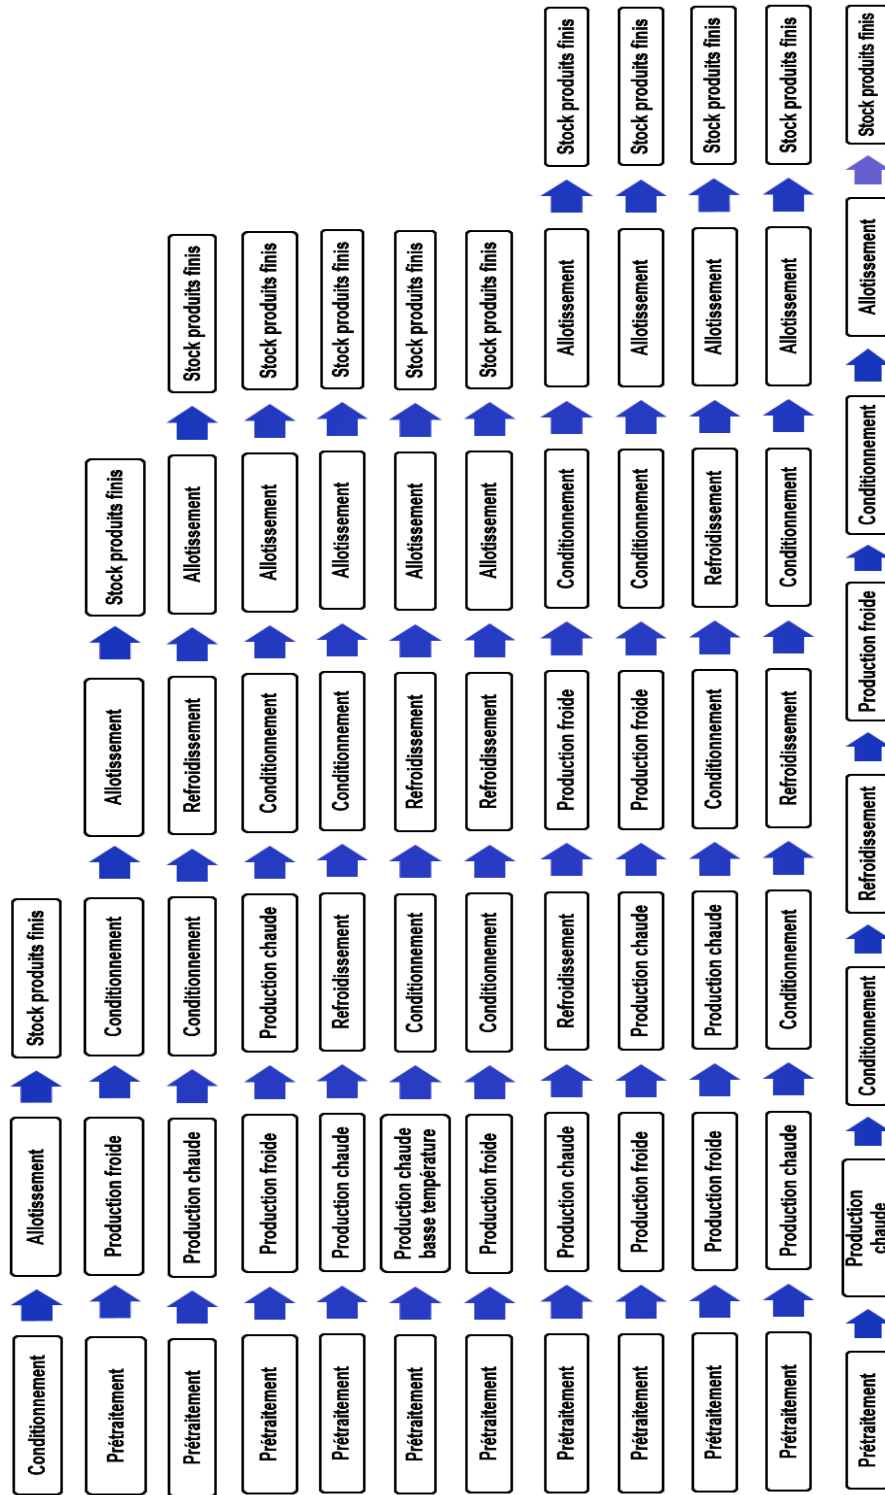 Conditionnement
Allotissement
Stock produits finis
Prétraitement
Production froide
Conditionnement
Allotissement
Stock produits finis
Prétraitement
Production chaude
Conditionnement
Refroidissement
Allotissement
Stock produits finis
Prétraitement
Production froide
Production chaude
Conditionnement
Allotissement
Stock produits finis
Prétraitement
Production chaude
Refroidissement
Conditionnement
Allotissement
Stock produits finis
Prétraitement
Production chaude
basse température
Conditionnement
Refroidissement
Allotissement
Stock produits finis
Prétraitement
Production froide
Conditionnement
Refroidissement
Allotissement
Stock produits finis
Prétraitement
Production chaude
Refroidissement
Production froide
Conditionnement
Allotissement
Stock produits finis
Prétraitement
Production froide
Production chaude
Production froide
Conditionnement
Allotissement
Stock produits finis
Prétraitement
Production froide
Production chaude
Conditionnement
Refroidissement
Allotissement
Stock produits finis
Prétraitement
Production chaude
Conditionnement
Refroidissement
Conditionnement
Allotissement
Stock produits finis
Prétraitement
Production
chaude
Conditionnement
Refroidissement
Production froide
Conditionnement
Allotissement
Stock produits finis